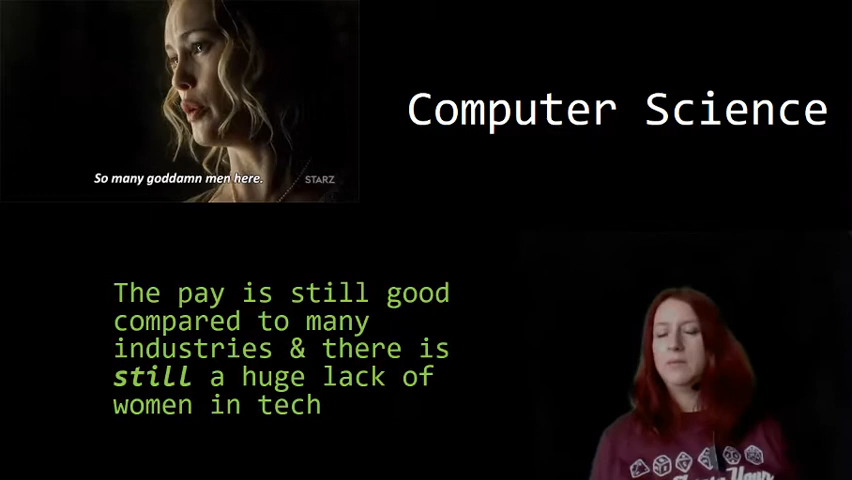 So many goddamn men here.
STARZ
Computer Science
The pay is still good
compared to many
industries & there is
still a huge lack of
women in tech
Your